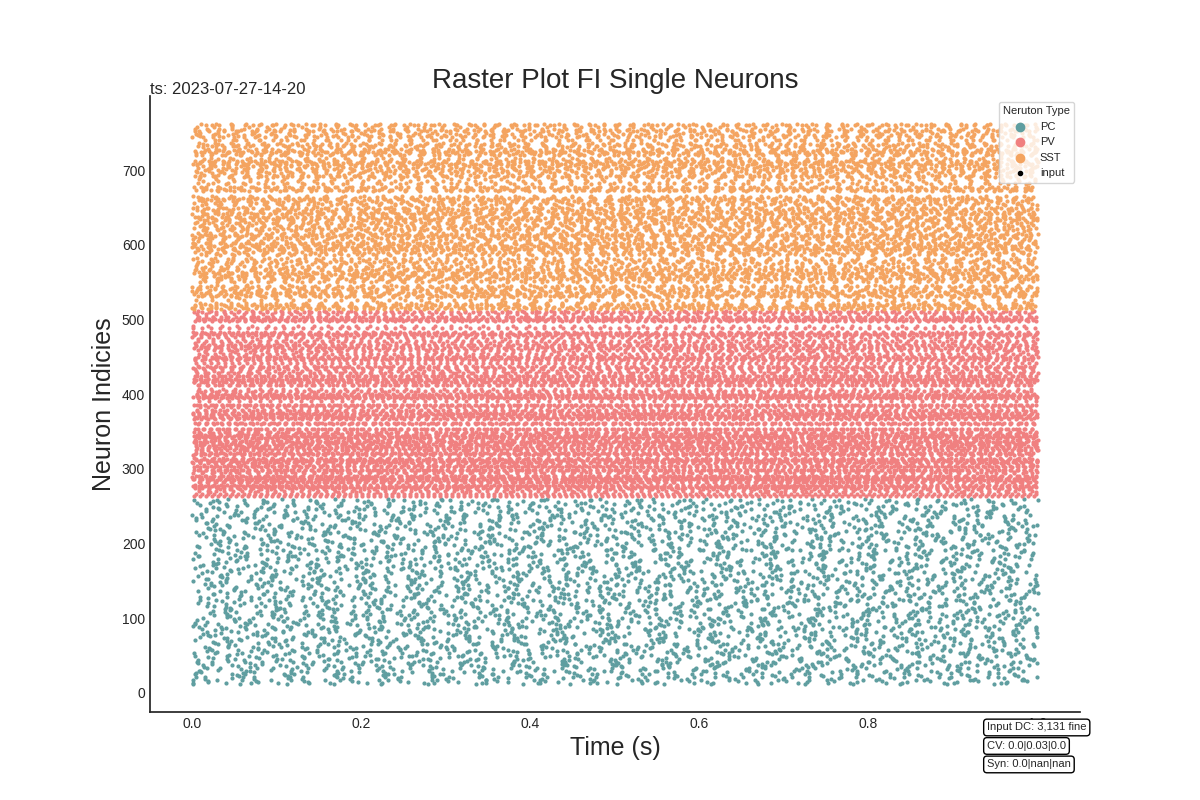 Raster Plot FI Single Neurons
ts: 2023-07-27-14-20
Neruton Type
PC
PV
SST
input
Neuron Indicies
700
600
500
400
300
200
100
0
0.0
0.2
0.4
0.6
0.8
Time (s)
Input DC: 3,131 fine
CV: 0.0|0.03|0.0
Syn: 0.0|nan|nan